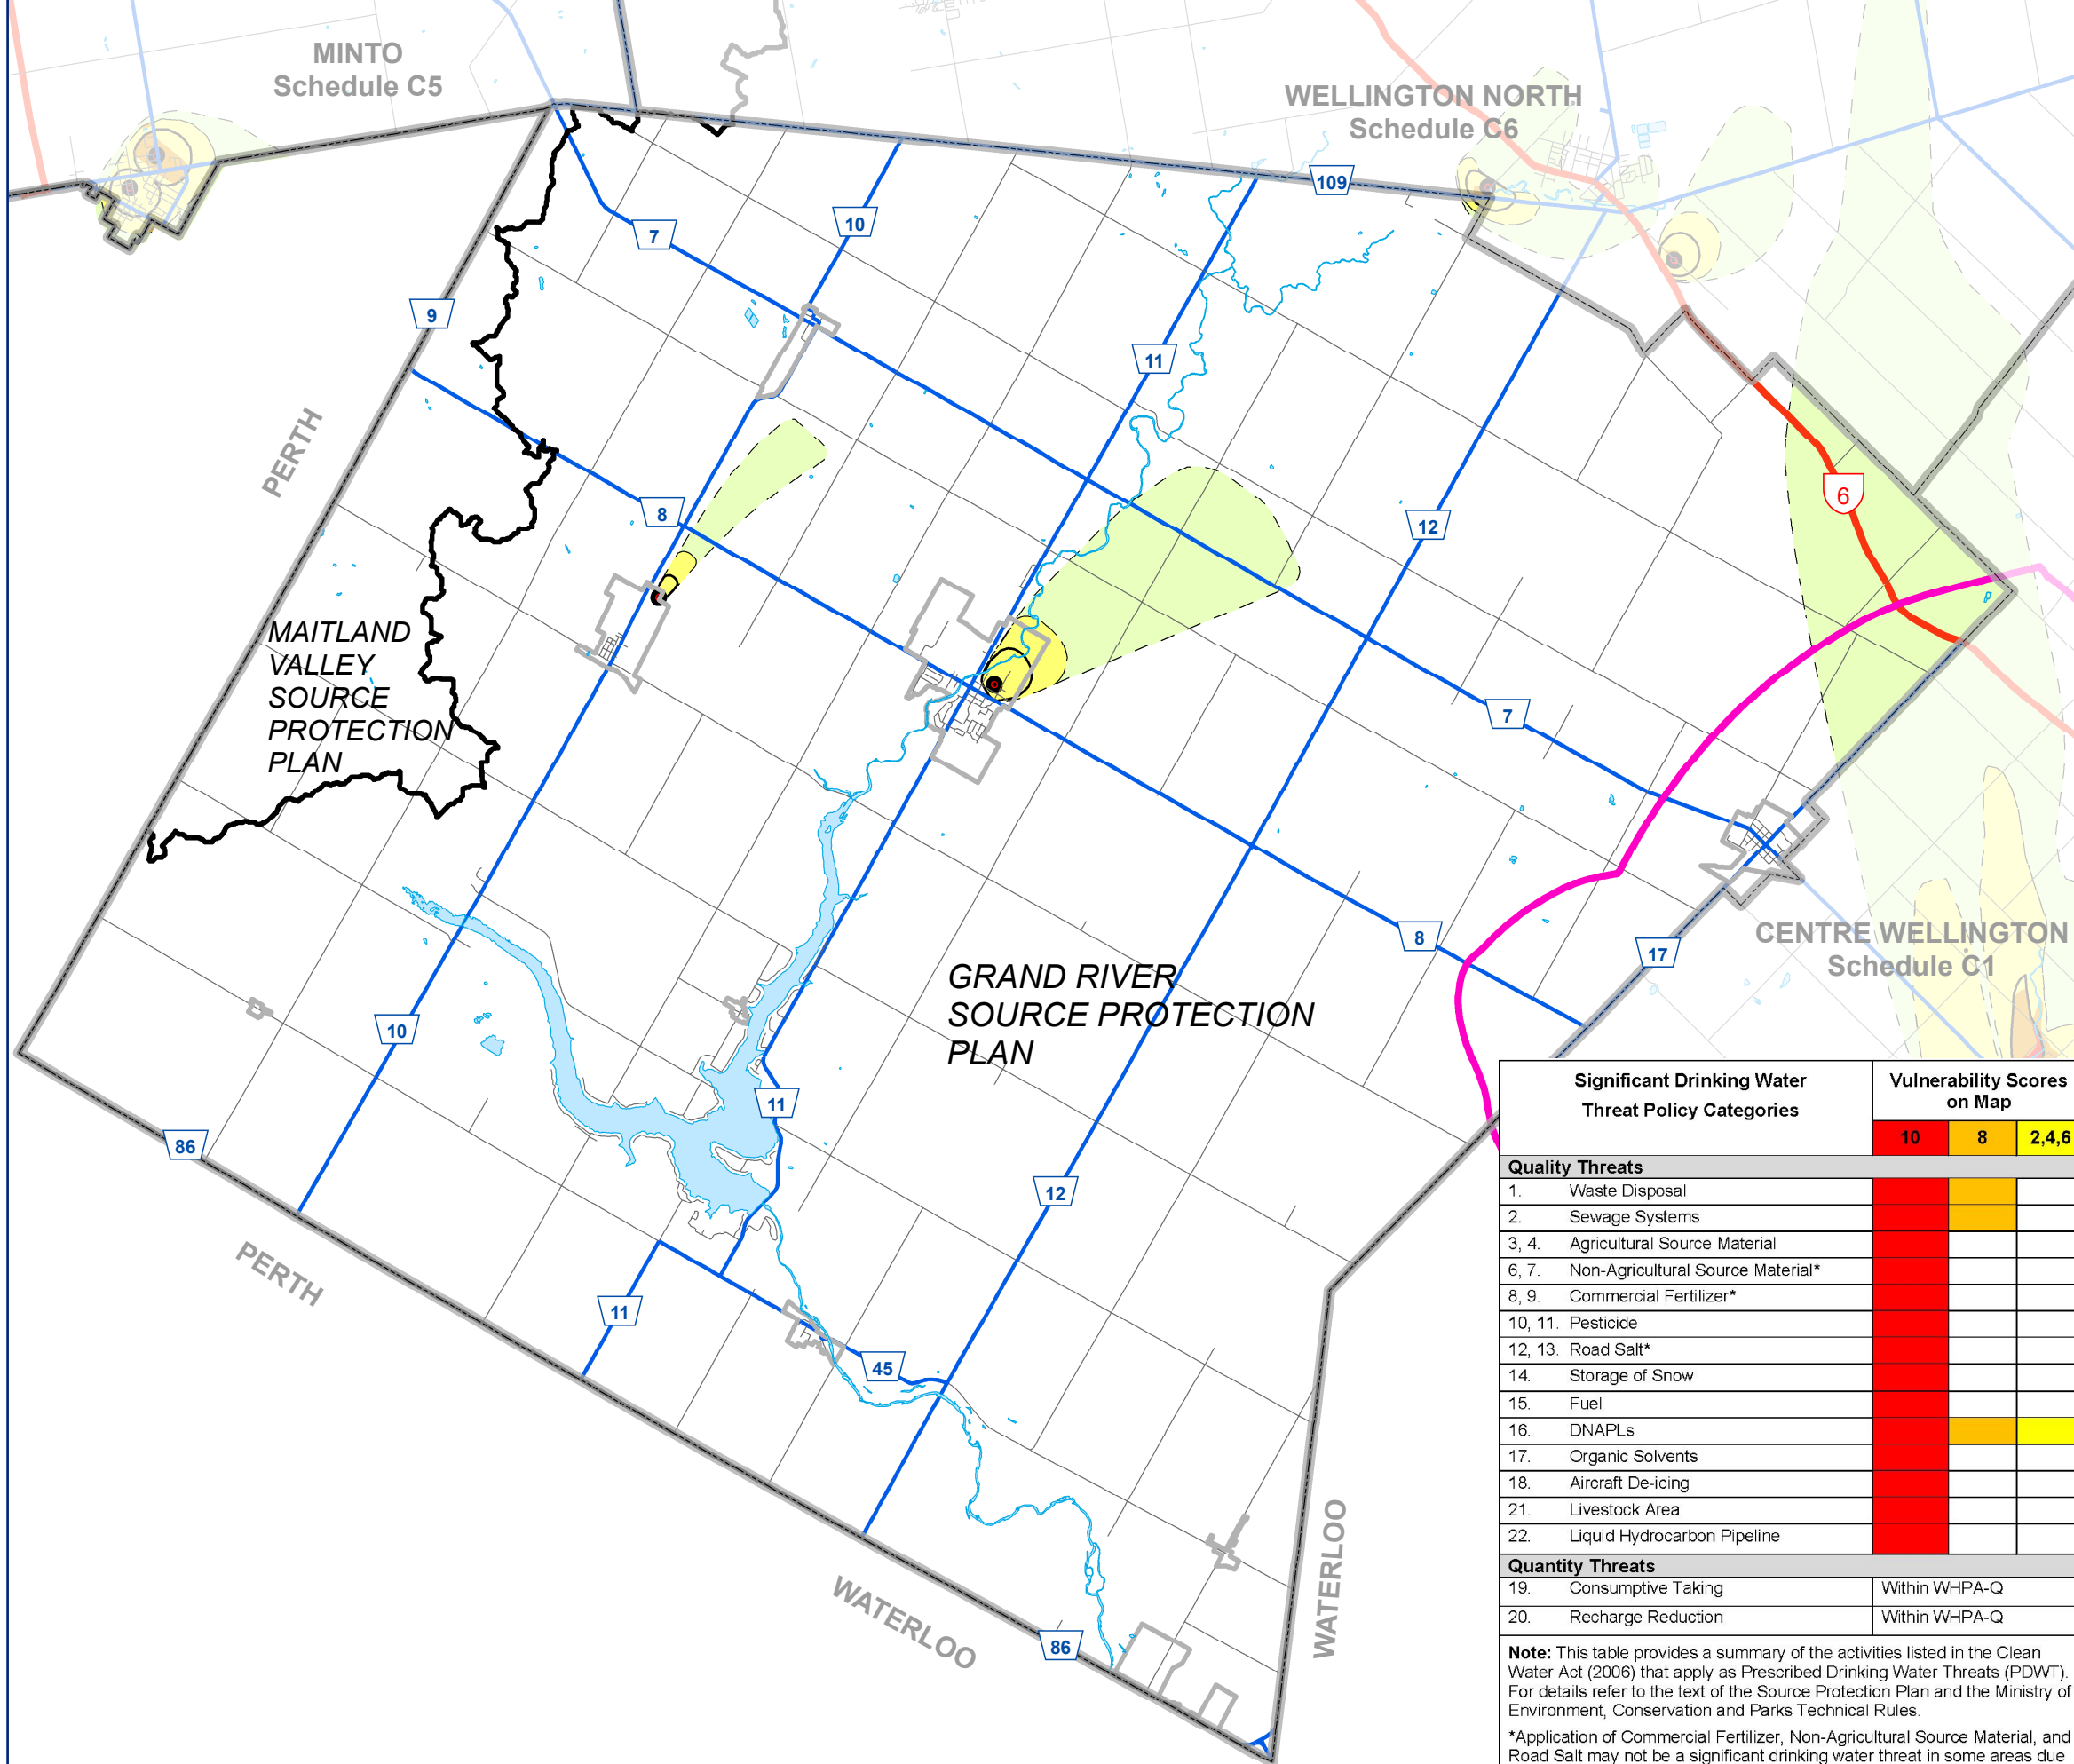 MINTO
Schedule C5
WELLINGTON NORTH
Schedule C6
109
7
10
9
11
PERTH
6
8
12
MAITLAND
VALLEY
SOURCE
PROTECTION
PLAN
7
CENTRE WELLINGTON
Schedule C1
8
17
GRAND RIVER
SOURCE PROTECTION
PLAN
10
11
86
12
PERTH
11
45
WATERLOO
WATERLOO
86
Significant Drinking Water
Threat Policy Categories
Vulnerability Scores
on Map
10 8 2,4,6
Quality Threats
1. Waste Disposal
2. Sewage Systems
3, 4. Agricultural Source Material
6, 7. Non-Agricultural Source Material*
8, 9. Commercial Fertilizer*
10, 11. Pesticide
12, 13. Road Salt*
14. Storage of Snow
15. Fuel
16. DNAPLs
17. Organic Solvents
18. Aircraft De-icing
21. Livestock Area
22. Liquid Hydrocarbon Pipeline
Quantity Threats
19. Consumptive Taking Within WHPA-Q
20. Recharge Reduction Within WHPA-Q
Note: This table provides a summary of the activities listed in the Clean
Water Act (2006) that apply as Prescribed Drinking Water Threats (PDWT).
For details refer to the text of the Source Protection Plan and the Ministry of
Environment, Conservation and Parks Technical Rules.
*Application of Commercial Fertilizer, Non-Agricultural Source Material, and
Road Salt may not be a significant drinking water threat in some areas due